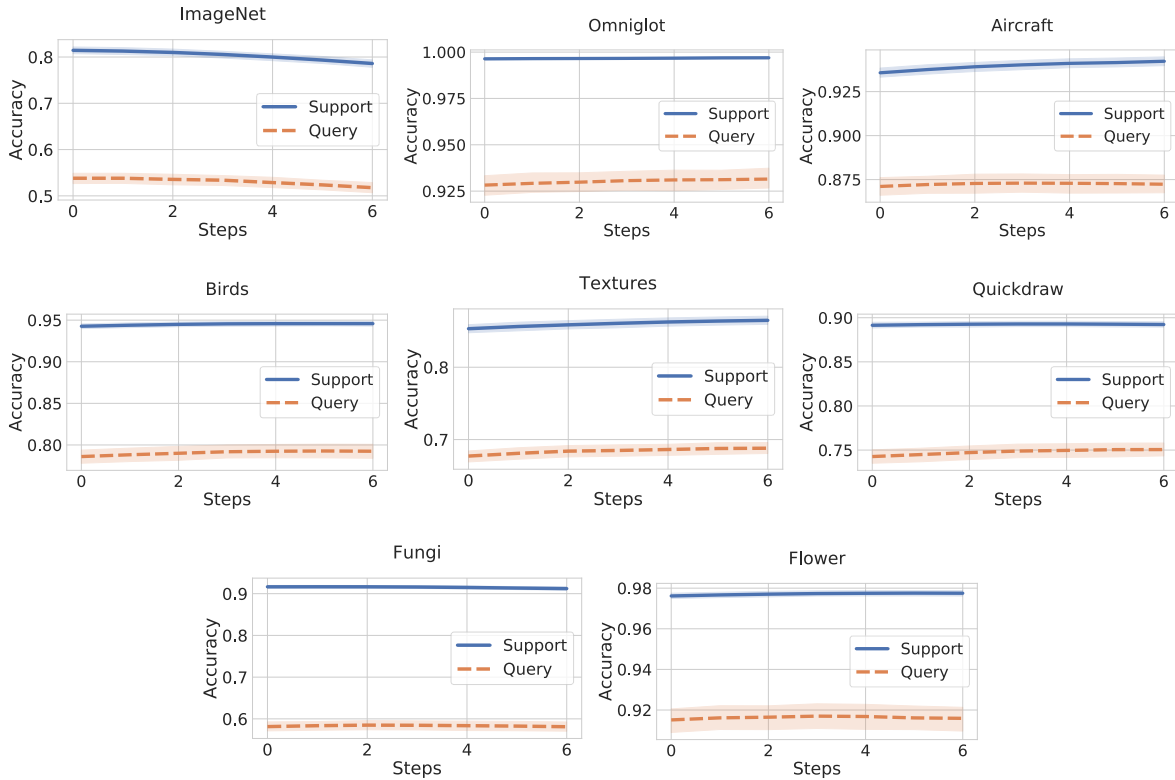 ImageNet
0.8
0.7
0.6
0.5
Accuracy
Support
Query
0 2 4 6
Steps
Omniglot
1.000
0.975
0.950
0.925
Accuracy
Support
Query
0 2 4 6
Steps
Aircraft
0.925
0.900
0.875
Accuracy
Support
Query
0 2 4 6
Steps
Birds
0.95
0.90
0.85
0.80
Accuracy
Support
Query
0 2 4 6
Steps
Textures
0.8
0.7
Accuracy
Support
Query
0 2 4 6
Steps
Quickdraw
0.90
0.85
0.80
0.75
Accuracy
Support
Query
0 2 4 6
Steps
Fungi
0.9
0.8
0.7
0.6
Accuracy
Support
Query
0 2 4 6
Steps
Flower
0.98
0.96
0.94
0.92
Accuracy
Support
Query
0 2 4 6
Steps